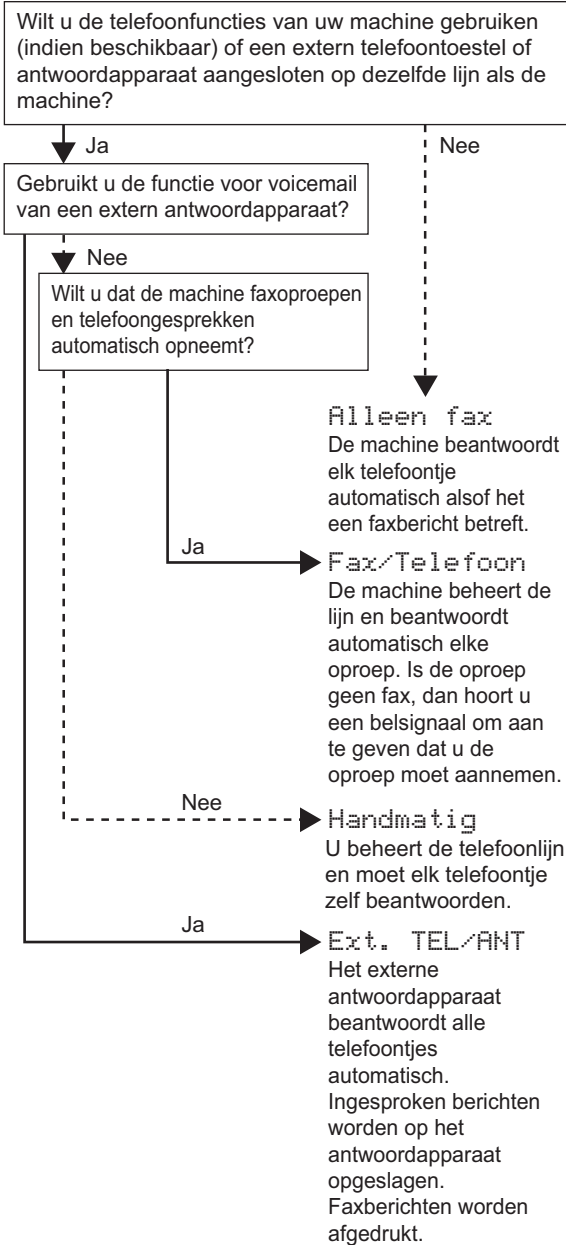 Wilt u de telefoonfuncties van uw machine gebruiken
(indien beschikbaar) of een extern telefoontoestel of
antwoordapparaat aangesloten op dezelfde lijn als de
machine?
Ja
Nee
Gebruikt u de functie voor voicemail
van een extern antwoordapparaat?
Nee
Wilt u dat de machine faxoproepen
en telefoongesprekken
automatisch opneemt?
Alleen fax
De machine beantwoordt
elk telefoontje
automatisch alsof het
een faxbericht betreft.
Ja
Fax/Telefoon
De machine beheert de
lijn en beantwoordt
automatisch elke
oproep. Is de oproep
geen fax, dan hoort u
een belsignaal om aan
te geven dat u de
oproep moet aannemen.
Nee
Handmatig
U beheert de telefoonlijn
en moet elk telefoontje
zelf beantwoorden.
Ja
Ext. TEL/ANT
Het externe
antwoordapparaat
beantwoordt alle
telefoontjes
automatisch.
Ingesproken berichten
worden op het
antwoordapparaat
opgeslagen.
Faxberichten worden
afgedrukt.